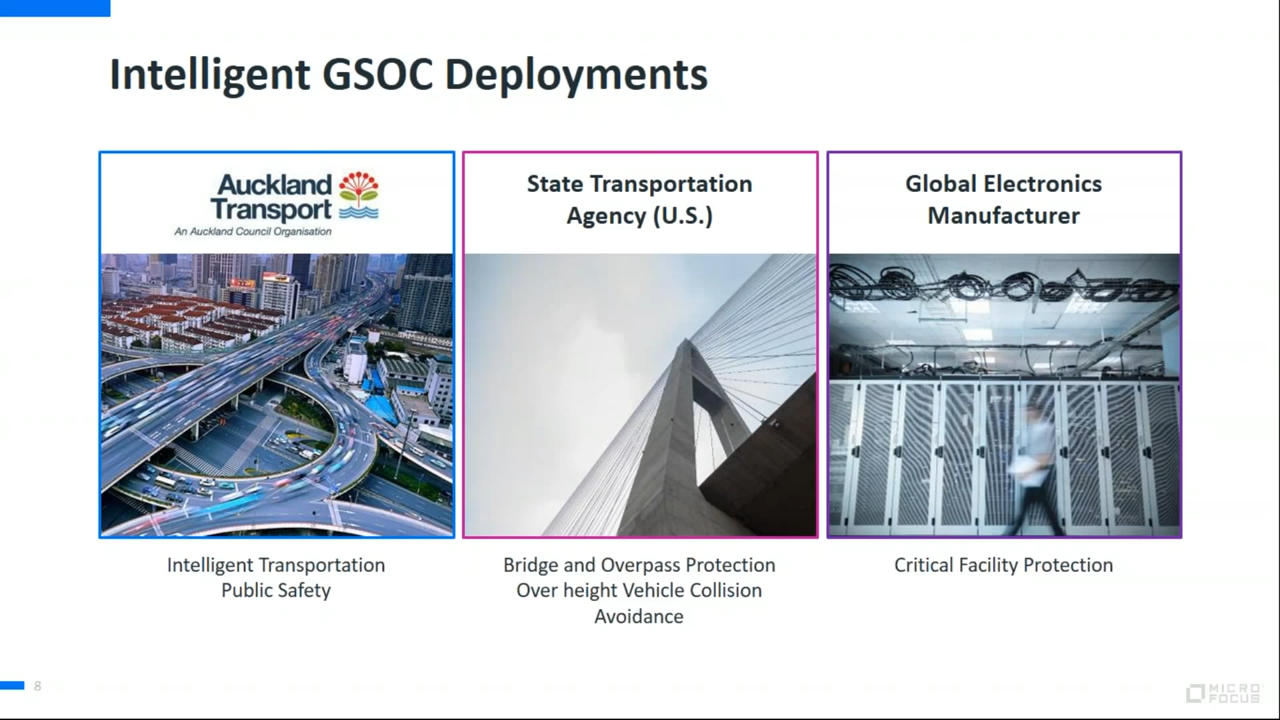 Intelligent GSOC Deployments
Auckland
Transport
An Auckland Council Organisation
State Transportation
Agency (U.S.)
Global Electronics
Manufacturer
Intelligent Transportation
Public Safety
Bridge and Overpass Protection
Over height Vehicle Collision
Avoidance
Critical Facility Protection
8
MICRO
FOCUS